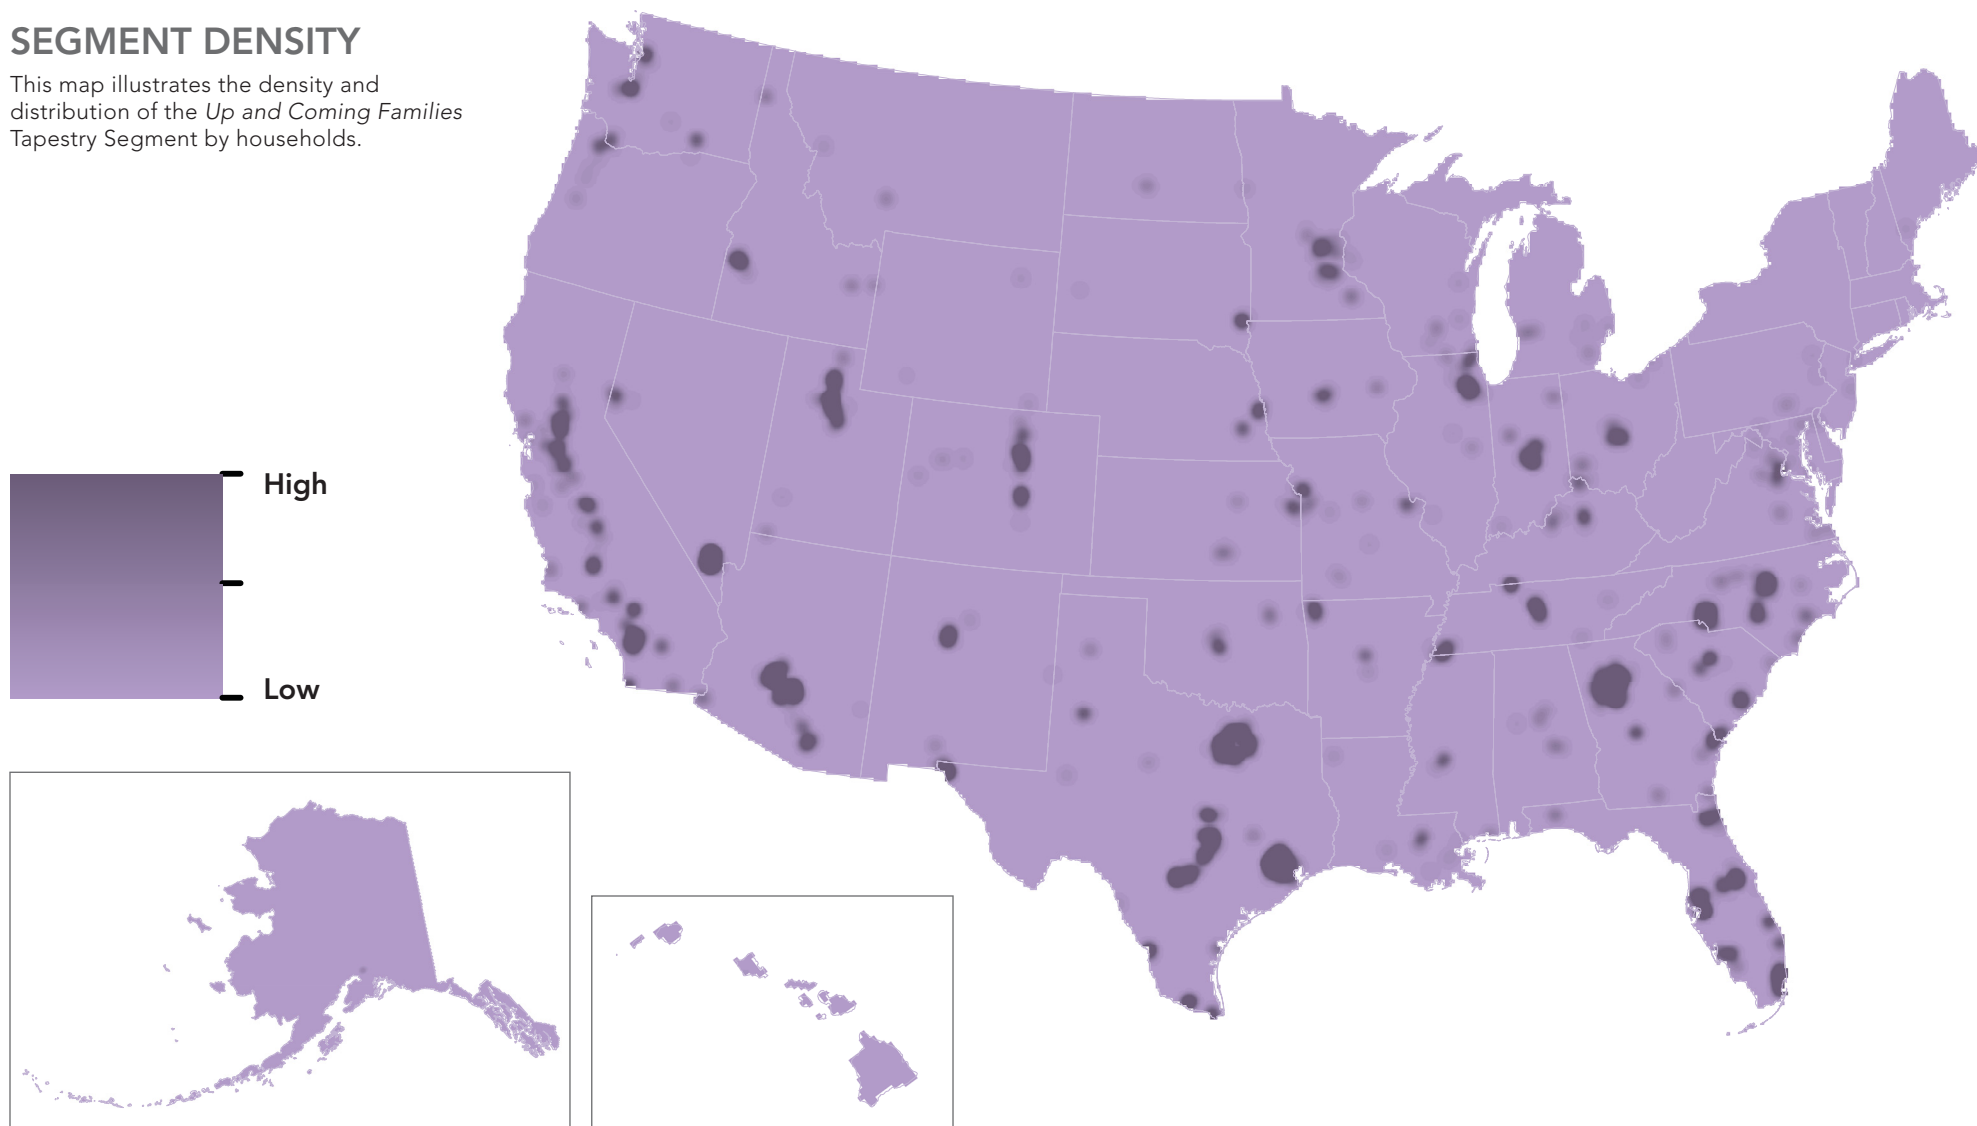 SEGMENT DENSITY
This map illustrates the density and
distribution of the Up and Coming Families
Tapestry Segment by households.
High
Low